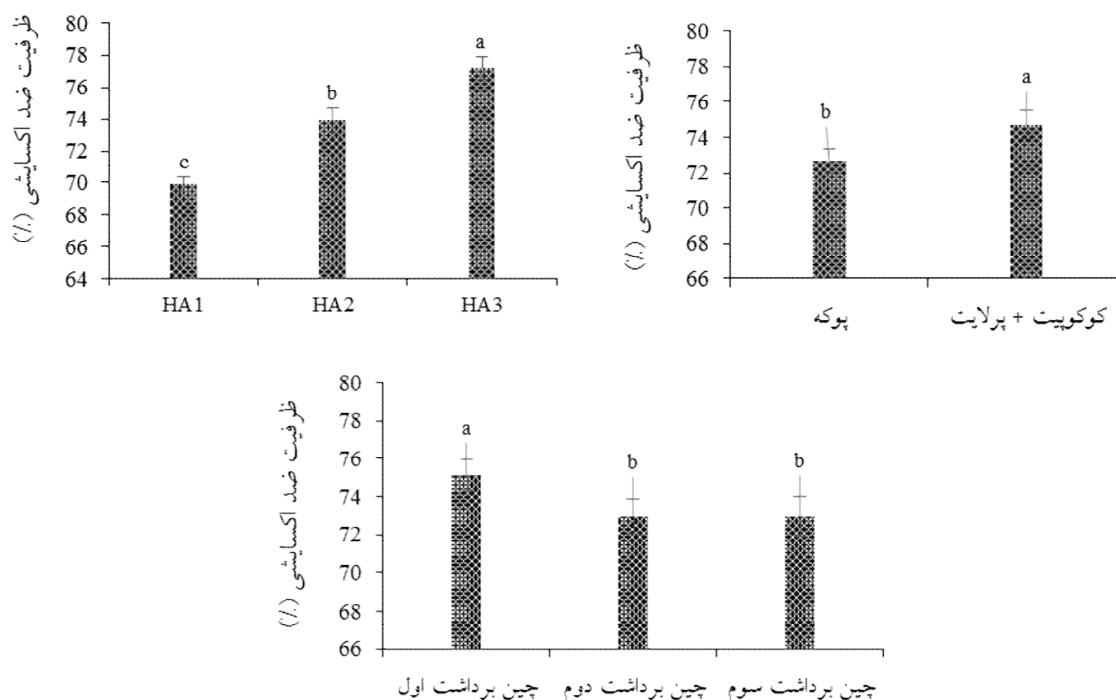 ظرفیت ضد اکسایشی (٪)
80
78
76
74
72
70
68
66
64
c
b
a
HA1 HA2 HA3
ظرفیت ضد اکسایشی (٪)
80
78
76
74
72
70
68
66
b
a
پوکه
کوکوپیت + پرلایت
ظرفیت ضد اکسایشی (٪)
80
78
76
74
72
70
68
66
a
b
b
چین برداشت اول
چین برداشت دوم
چین برداشت سوم